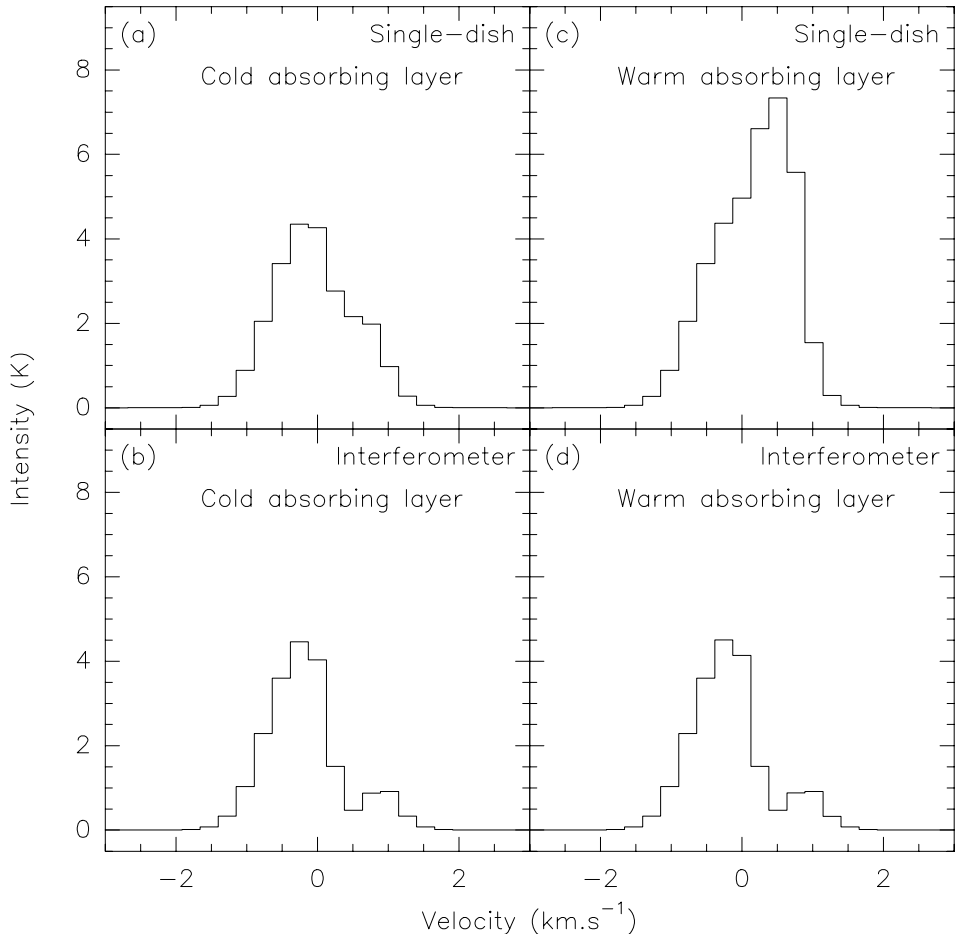 (a) Single-dish
Cold absorbing layer
(c) Single-dish
Warm absorbing layer
8
6
4
2
0
(b) Interferometer
Cold absorbing layer
(d) Interferometer
Warm absorbing layer
8
6
4
2
0
−2 0 2
−2 0 2
Intensity (K)
Velocity (km.s⁻¹)